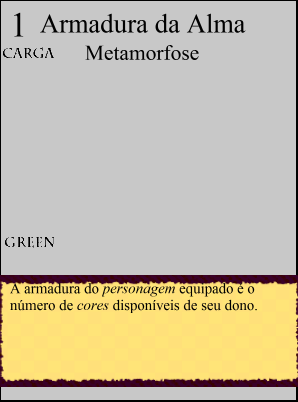 1 Armadura da Alma
CARGA Metamorfose
GREEN
A armadura do personagem equipado é o
número de cores disponíveis de seu dono.